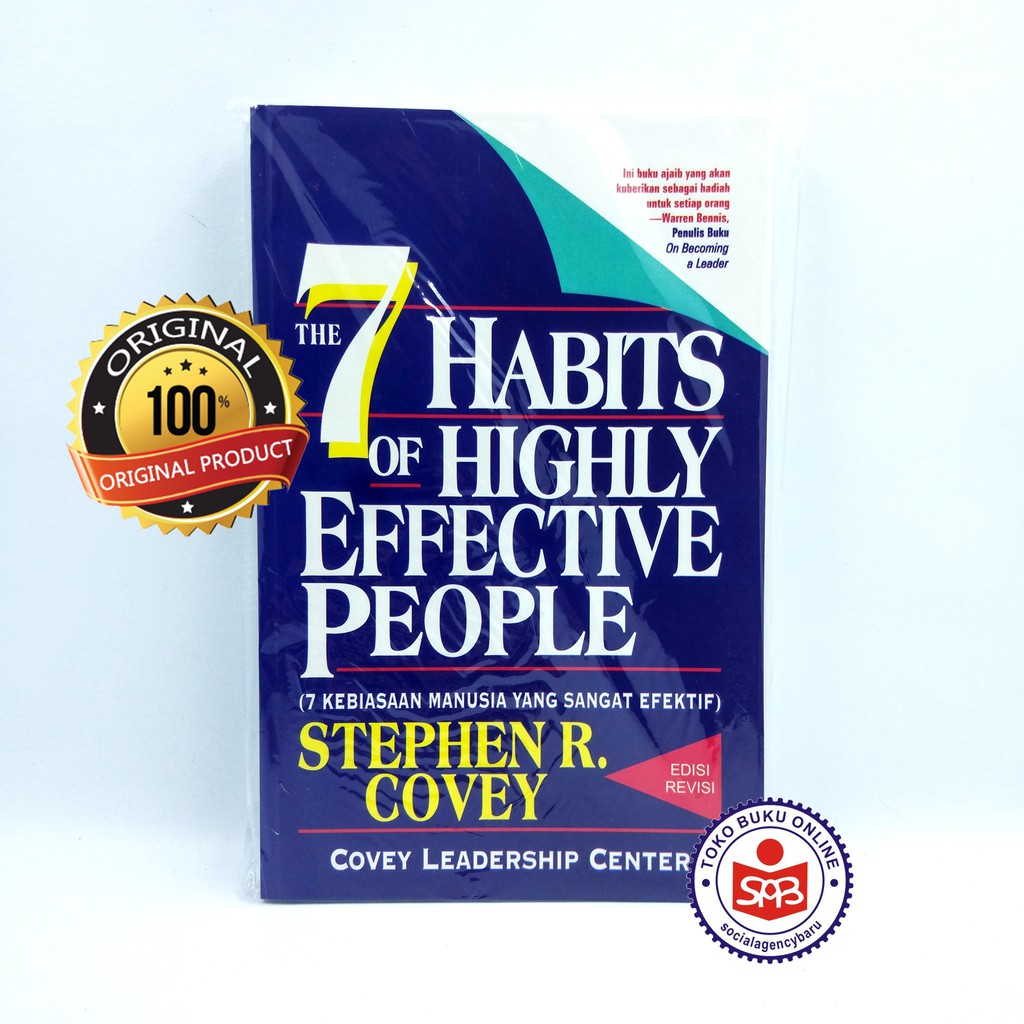 Ini buku ajaib yang akan
kuberikan sebagai hadiah
untuk setiap orang
—Warren Bennis,
Penulis Buku
On Becoming
a Leader
THE 7 HABITS
OF HIGHLY
EFFECTIVE
PEOPLE
(7 KEBIASAAN MANUSIA YANG SANGAT EFEKTIF)
STEPHEN R.
COVEY
EDISI
REVISI
COVEY LEADERSHIP CENTER
ORIGINAL
100%
ORIGINAL PRODUCT
TOKO BUKU ONLINE
SAB
socialagencybaru